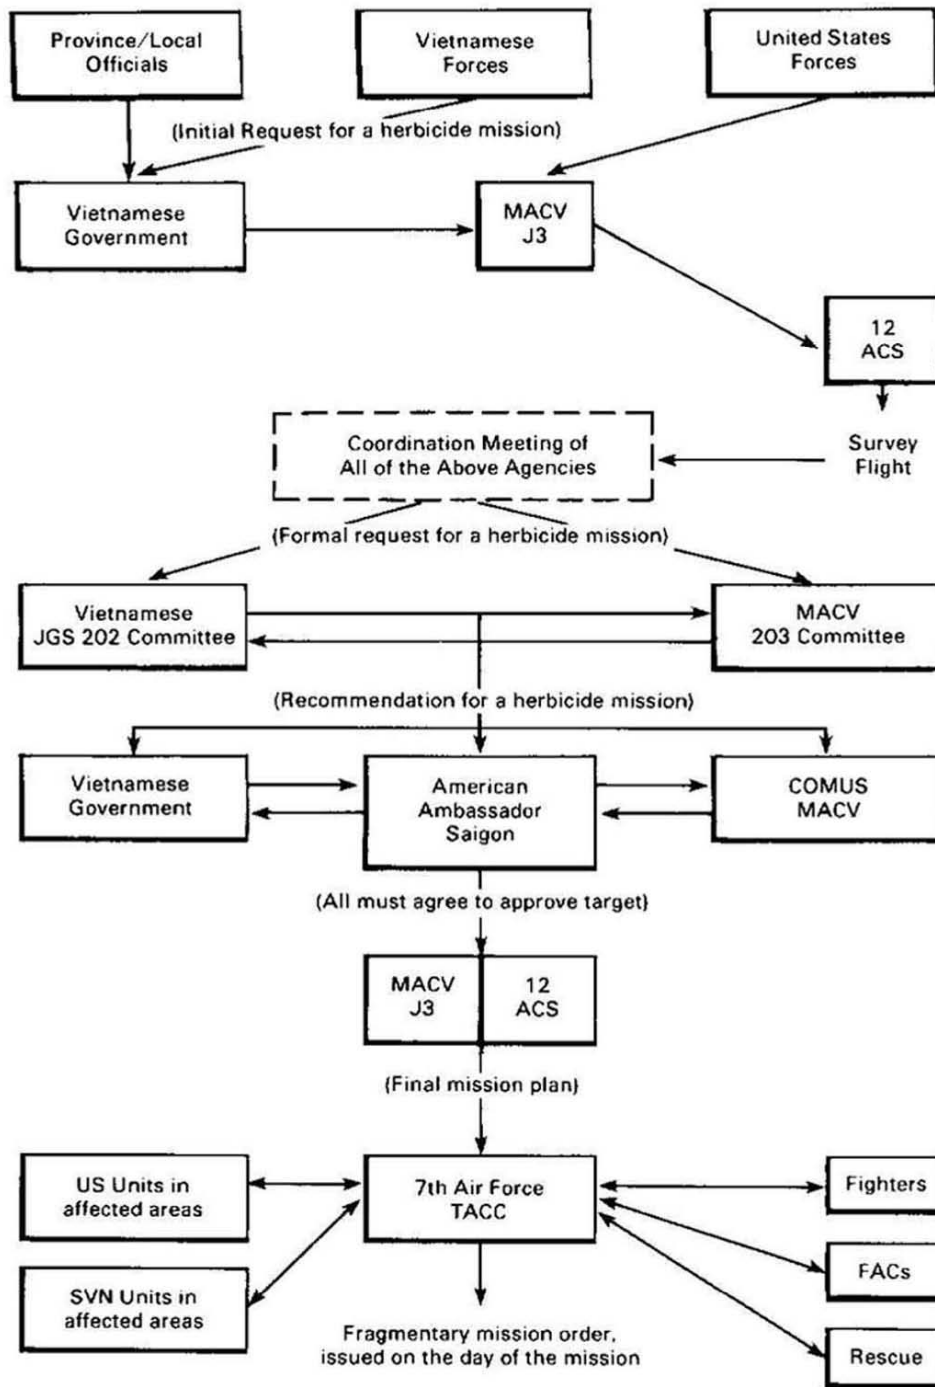 Province/Local
Officials
Vietnamese
Forces
United States
Forces
(Initial Request for a herbicide mission)
Vietnamese
Government
MACV
J3
12
ACS
Survey
Flight
Coordination Meeting of
All of the Above Agencies
(Formal request for a herbicide mission)
Vietnamese
JGS 202 Committee
MACV
203 Committee
(Recommendation for a herbicide mission)
Vietnamese
Government
American
Ambassador
Saigon
COMUS
MACV
(All must agree to approve target)
MACV
J3
12
ACS
(Final mission plan)
US Units in
affected areas
7th Air Force
TACC
Fighters
SVN Units in
affected areas
FACs
Fragmentary mission order,
issued on the day of the mission
Rescue